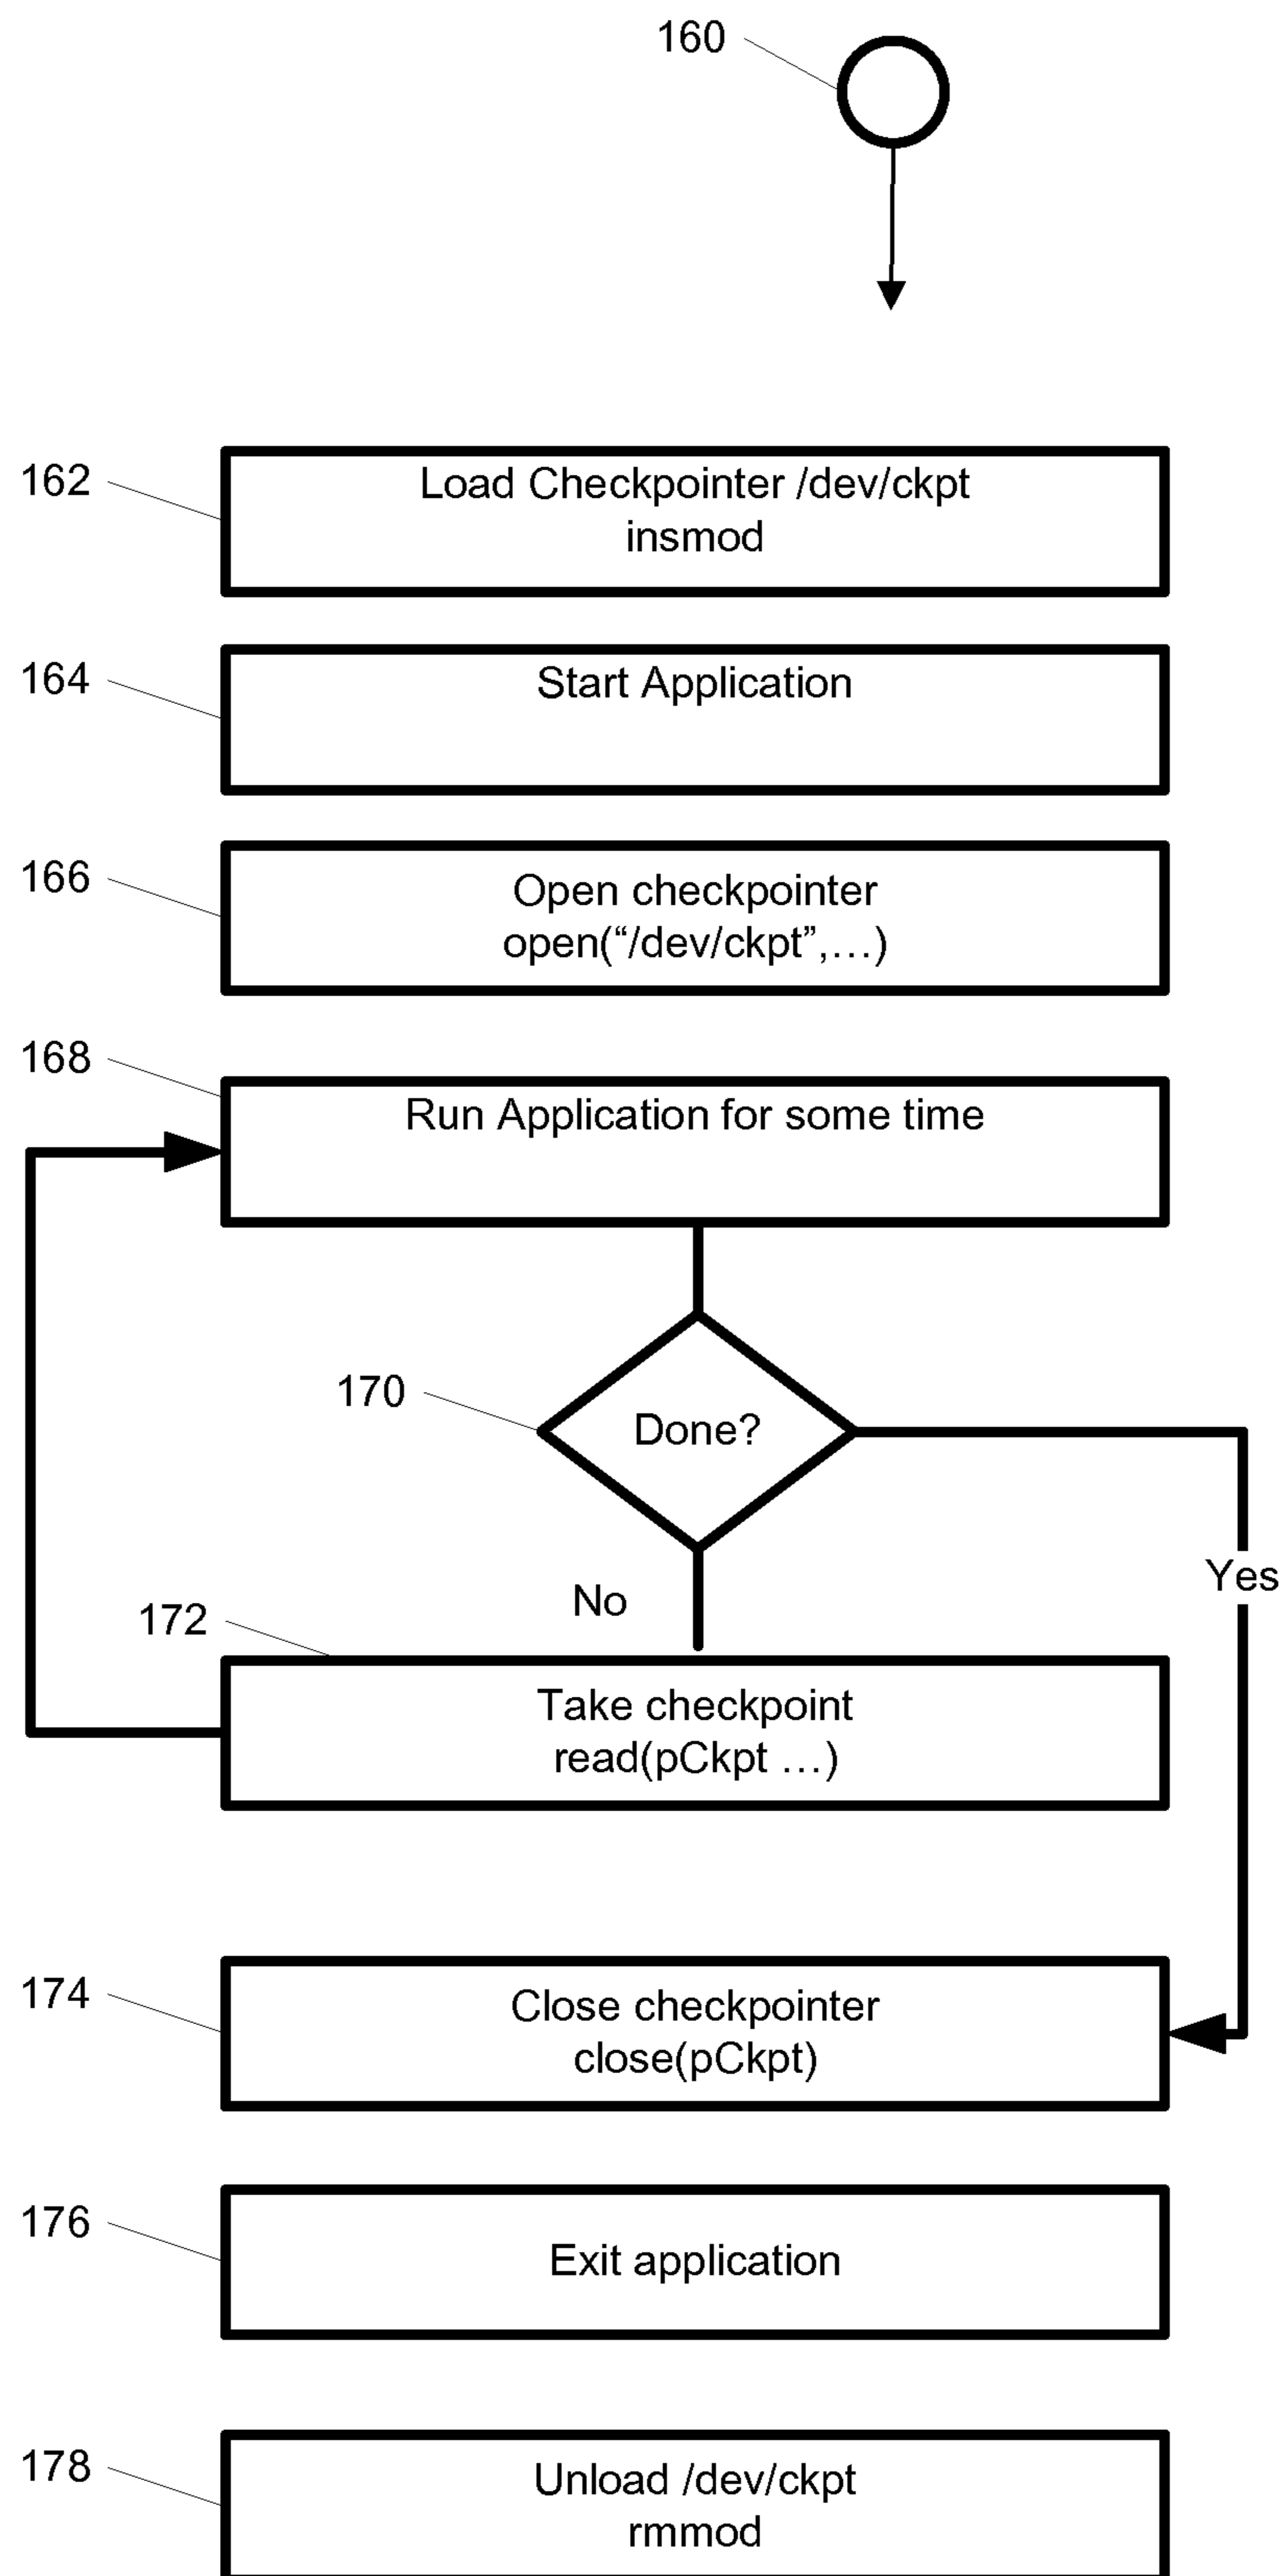 160
162
Load Checkpointer /dev/ckpt
insmod
164
Start Application
166
Open checkpointer
open(“/dev/ckpt”,…)
168
Run Application for some time
170
Done?
Yes
No
172
Take checkpoint
read(pCkpt …)
174
Close checkpointer
close(pCkpt)
176
Exit application
178
Unload /dev/ckpt
rmmod